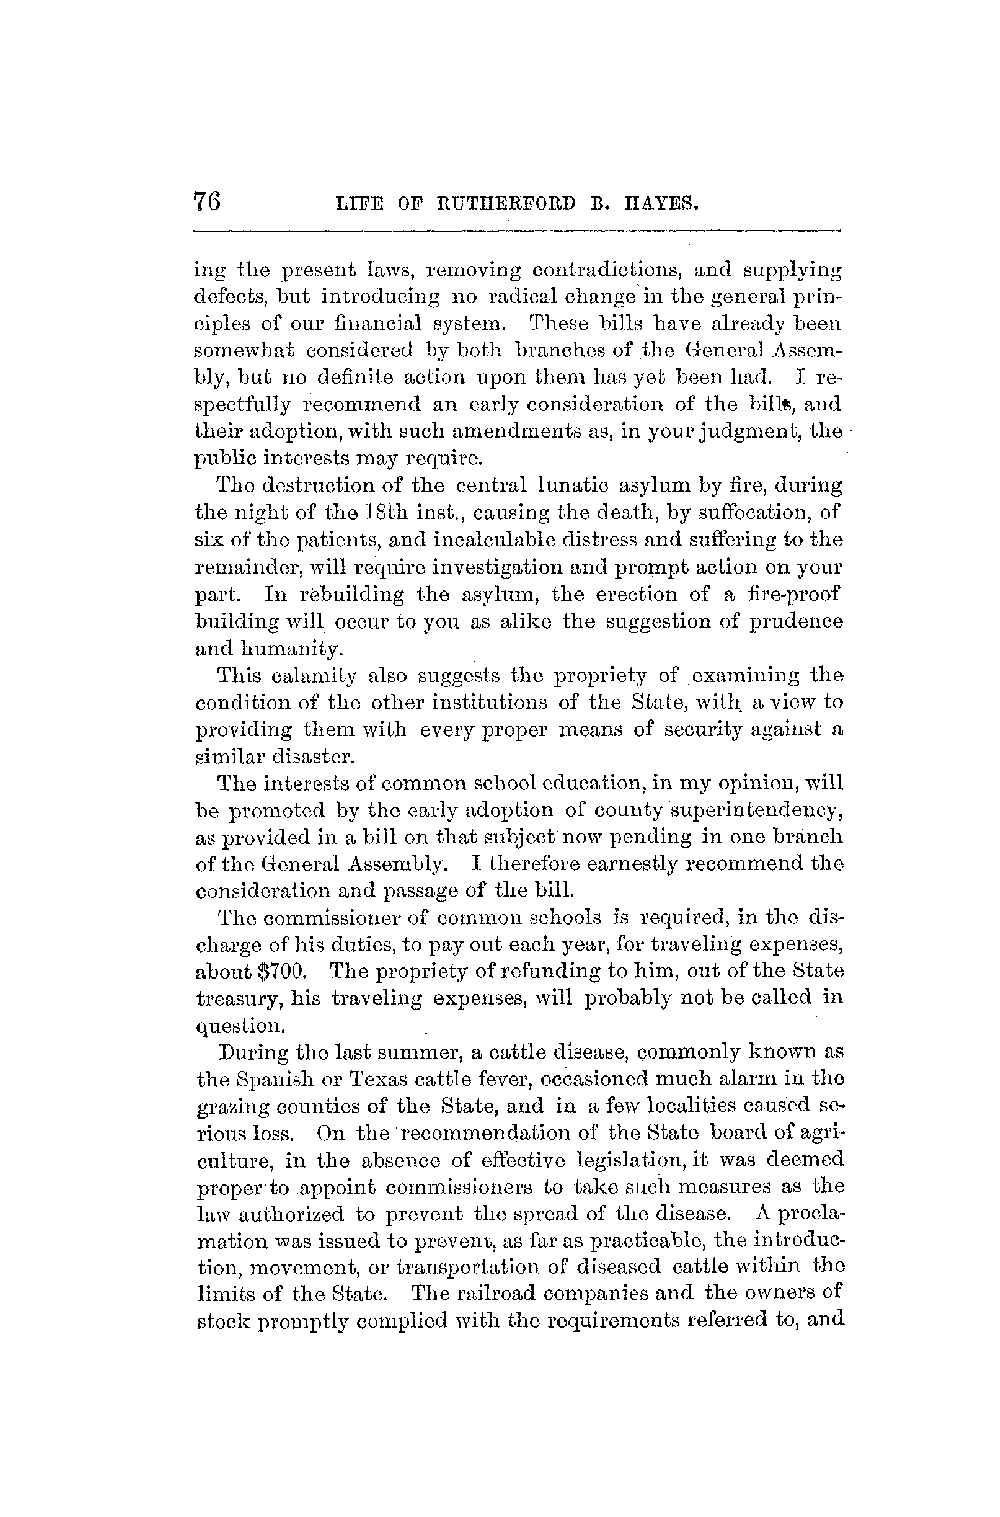 76 LIFE OF RUTHERFORD B. HAYES.
ing the present laws, removing contradictions, and supplying
defects, but introducing no radical change in the general prin-
ciples of our financial system. These bills have already been
somewhat considered by both branches of the General Assem-
bly, but no definite action upon them has yet been had. I re-
spectfully recommend an early consideration of the bills, and
their adoption, with such amendments as, in your judgment, the
public interests may require.
The destruction of the central lunatic asylum by fire, during
the night of the 18th inst., causing the death, by suffocation, of
six of the patients, and incalculable distress and suffering to the
remainder, will require investigation and prompt action on your
part. In rebuilding the asylum, the erection of a fire-proof
building will occur to you as alike the suggestion of prudence
and humanity.
This calamity also suggests the propriety of examining the
condition of the other institutions of the State, with a view to
providing them with every proper means of security against a
similar disaster.
The interests of common school education, in my opinion, will
be promoted by the early adoption of county superintendency,
as provided in a bill on that subject now pending in one branch
of the General Assembly. I therefore earnestly recommend the
consideration and passage of the bill.
The commissioner of common schools is required, in the dis-
charge of his duties, to pay out each year, for traveling expenses,
about $700. The propriety of refunding to him, out of the State
treasury, his traveling expenses, will probably not be called in
question.
During the last summer, a cattle disease, commonly known as
the Spanish or Texas cattle fever, occasioned much alarm in the
grazing counties of the State, and in a few localities caused se-
rious loss. On the recommendation of the State board of agri-
culture, in the absence of effective legislation, it was deemed
proper to appoint commissioners to take such measures as the
law authorized to prevent the spread of the disease. A procla-
mation was issued to prevent, as far as practicable, the introduc-
tion, movement, or transportation of diseased cattle within the
limits of the State. The railroad companies and the owners of
stock promptly complied with the requirements referred to, and